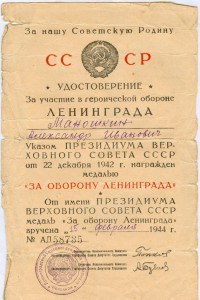 За нашу Советскую Родину
СС СР
УДОСТОВЕРЕНИЕ
За участие в героической обороне
ЛЕНИНГРАДА
Маношкин
Александр Иванович
Указом ПРЕЗИДИУМА ВЕР-
ХОВНОГО СОВЕТА СССР
от 22 декабря 1942 г. награжден
медалью
«ЗА ОБОРОНУ ЛЕНИНГРАДА»
От имени ПРЕЗИДИУМА
ВЕРХОВНОГО СОВЕТА СССР
медаль «За оборону Ленинграда»
вручена „15" февраля 1944 г.
№ АП